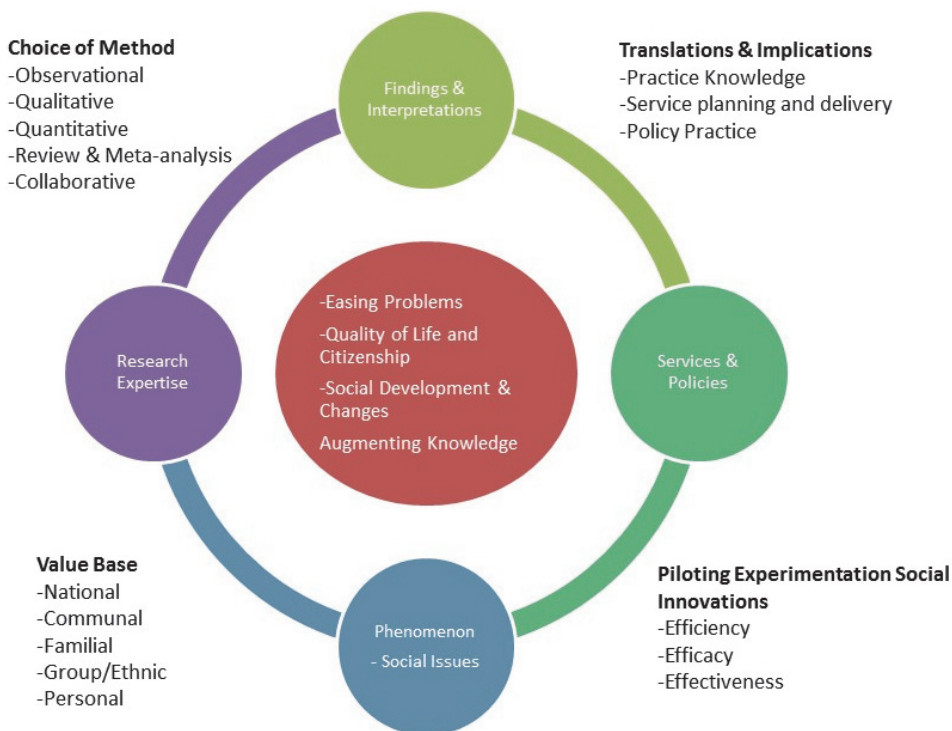 Choice of Method
-Observational
-Qualitative
-Quantitative
-Review & Meta-analysis
-Collaborative
Findings &
Interpretations
Translations & Implications
-Practice Knowledge
-Service planning and delivery
-Policy Practice
Research
Expertise
-Easing Problems
-Quality of Life and
Citizenship
-Social Development &
Changes
Augmenting Knowledge
Services &
Policies
Value Base
-National
-Communal
-Familial
-Group/Ethnic
-Personal
Phenomenon
- Social Issues
Piloting Experimentation Social
Innovations
-Efficiency
-Efficacy
-Effectiveness